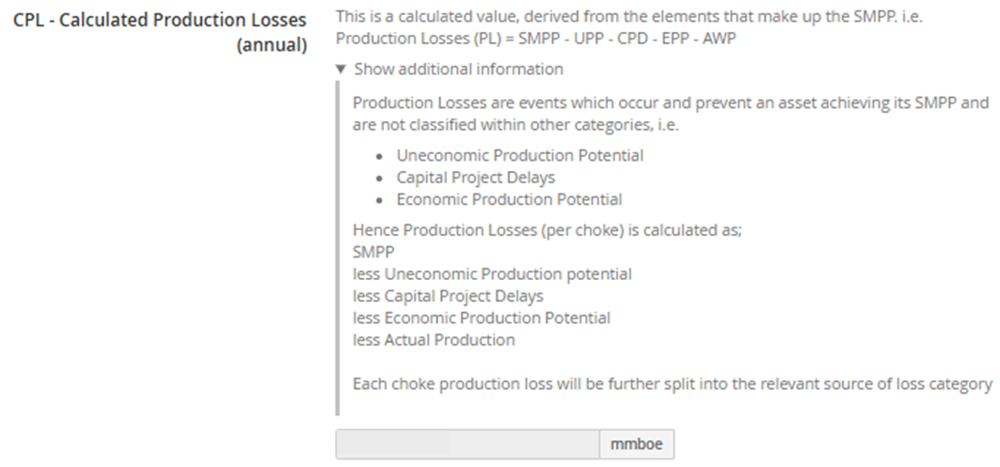 CPL - Calculated Production Losses
(annual)
This is a calculated value, derived from the elements that make up the SMPP. i.e.
Production Losses (PL) = SMPP - UPP - CPD - EPP - AWP
▼ Show additional information
Production Losses are events which occur and prevent an asset achieving its SMPP and
are not classified within other categories, i.e.
• Uneconomic Production Potential
• Capital Project Delays
• Economic Production Potential
Hence Production Losses (per choke) is calculated as;
SMPP
less Uneconomic Production potential
less Capital Project Delays
less Economic Production Potential
less Actual Production
Each choke production loss will be further split into the relevant source of loss category
mmboe